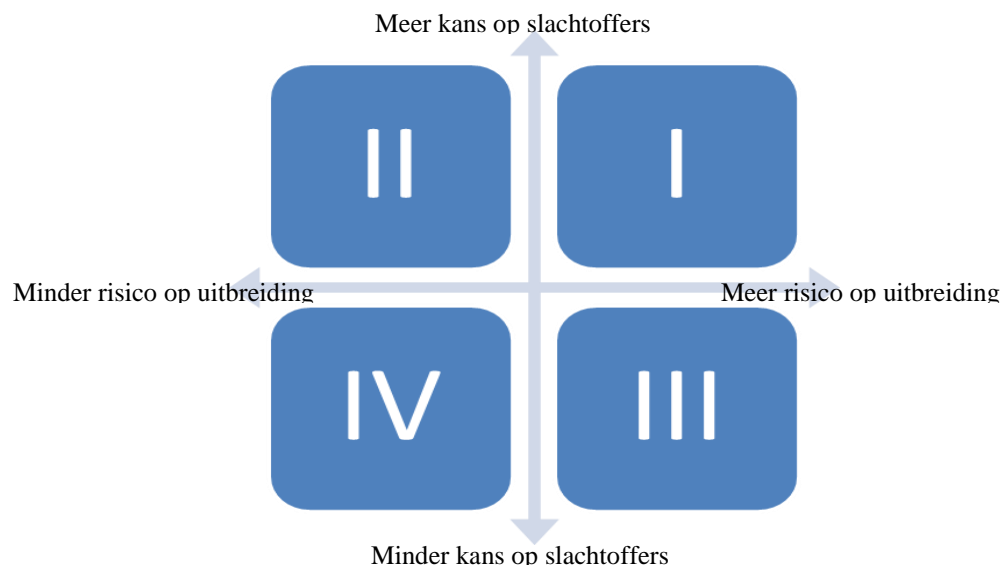 Meer kans op slachtoffers
II
I
Minder risico op uitbreiding
Meer risico op uitbreiding
IV
III
Minder kans op slachtoffers